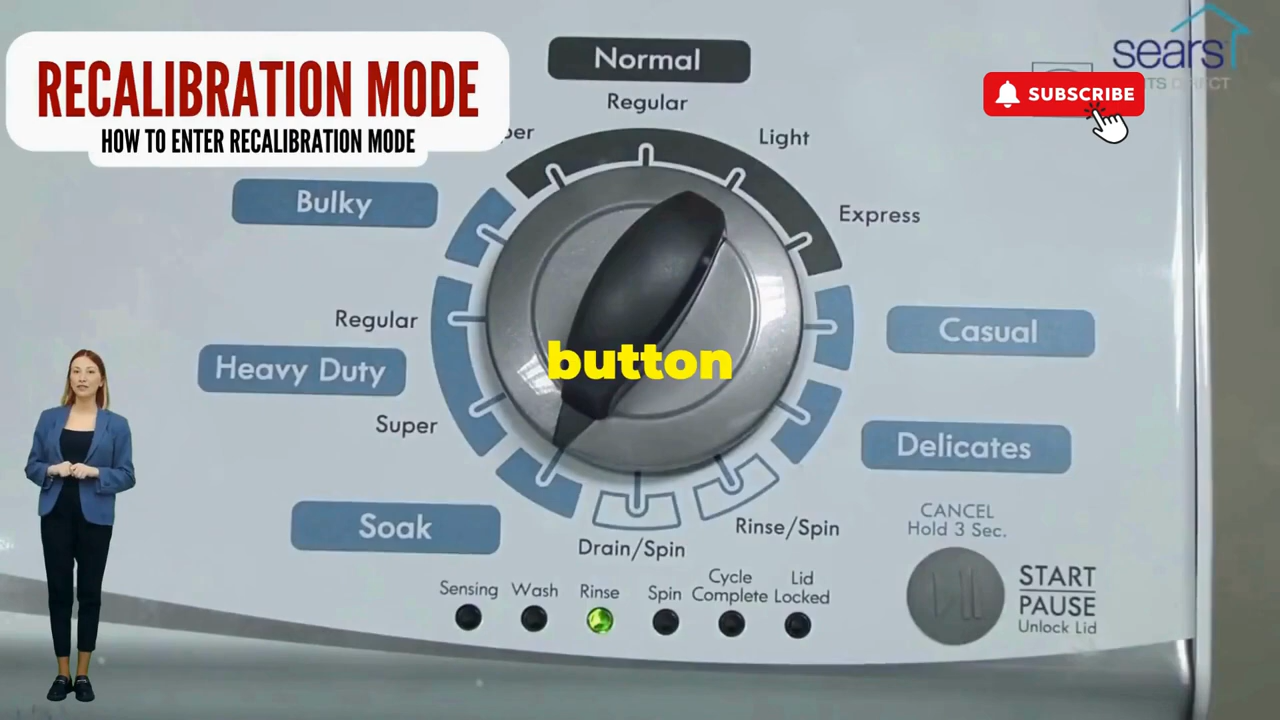 RECALIBRATION MODE
HOW TO ENTER RECALIBRATION MODE
sears
DIRECT
SUBSCRIBE
Normal
Regular
Light
Express
Bulky
Regular
Heavy Duty
Super
Casual
Delicates
button
Soak
Drain/Spin
Rinse/Spin
CANCEL
Hold 3 Sec.
Sensing
Wash
Rinse
Spin
Cycle
Complete
Lid
Locked
START
PAUSE
Unlock Lid